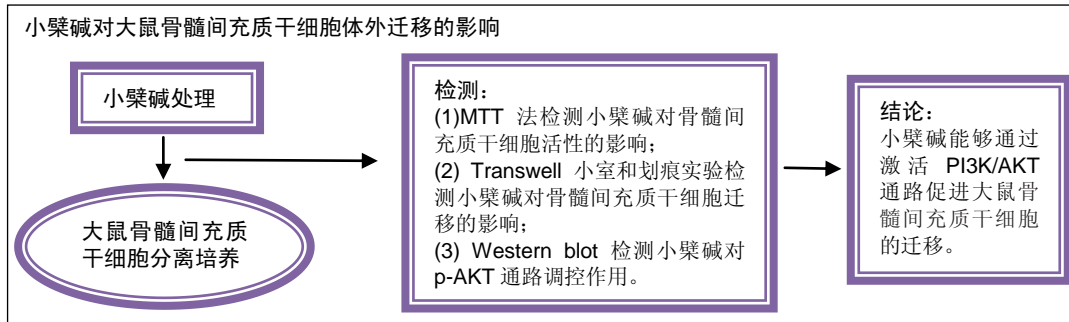 小檗碱对大鼠骨髓间充质干细胞体外迁移的影响
小檗碱处理
大鼠骨髓间充质
干细胞分离培养
检测：
(1)MTT 法检测小檗碱对骨髓间
充质干细胞活性的影响；
(2) Transwell 小室和划痕实验检
测小檗碱对骨髓间充质干细胞迁
移的影响；
(3) Western blot 检测小檗碱对
p-AKT 通路调控作用。
结论：
小檗碱能够通过
激活 PI3K/AKT
通路促进大鼠骨
髓间充质干细胞
的迁移。